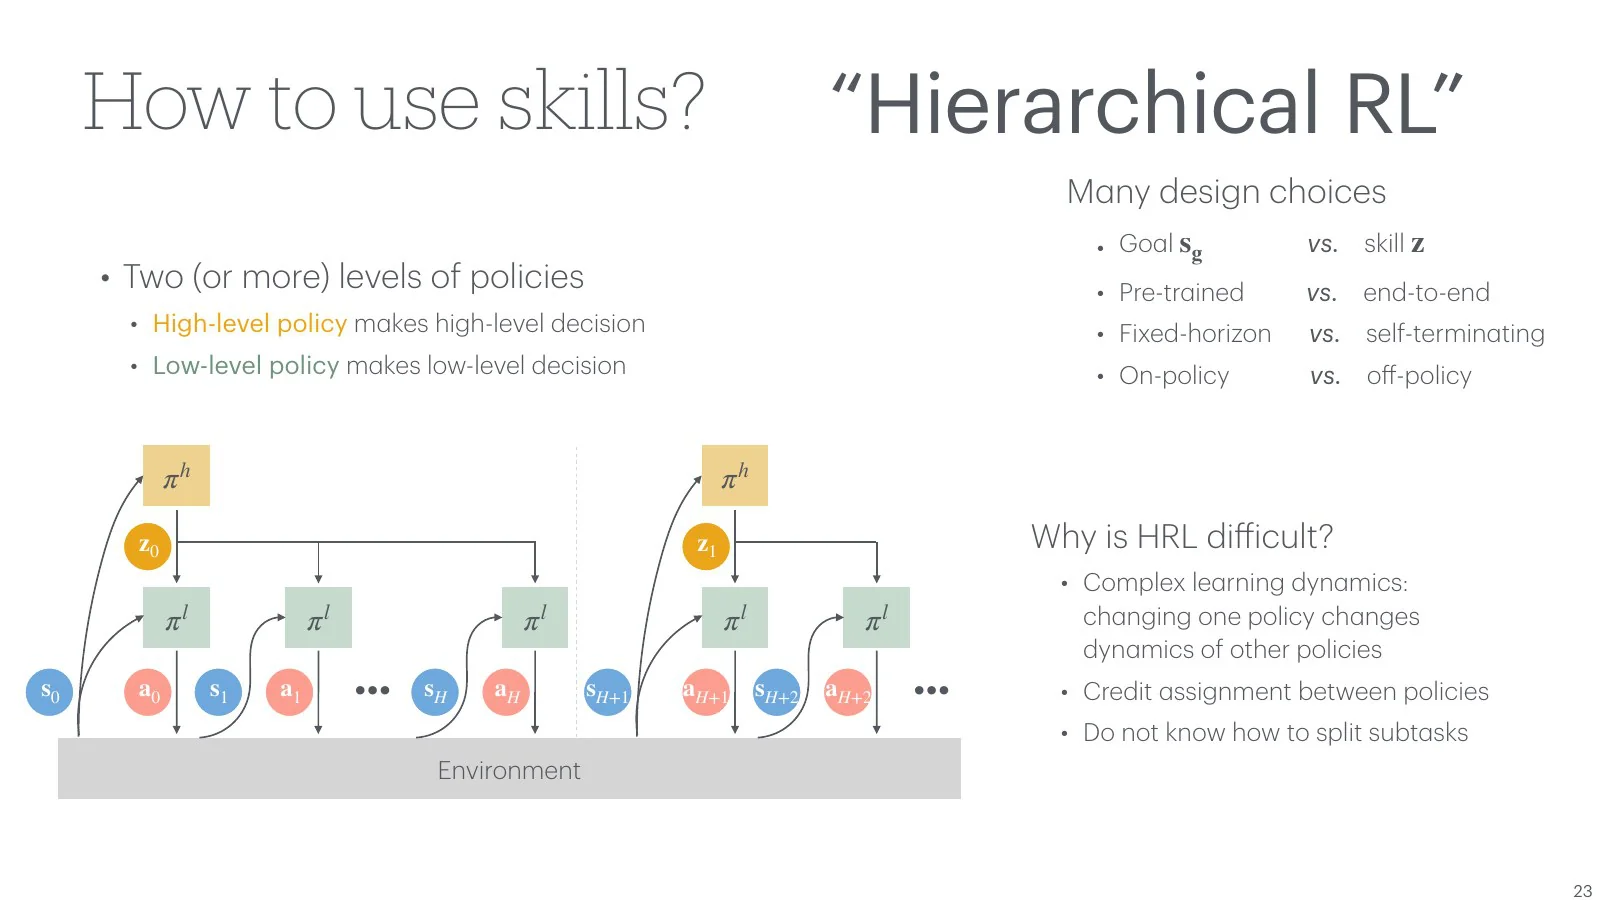 How to use skills?
“Hierarchical RL”
Many design choices
• Goal s_g vs. skill z
• Pre-trained vs. end-to-end
• Fixed-horizon vs. self-terminating
• On-policy vs. off-policy
• Two (or more) levels of policies
• High-level policy makes high-level decision
• Low-level policy makes low-level decision
π^h π^h
z_0 z_1
π^l π^l π^l π^l π^l
s_0 a_0 s_1 a_1 ••• s_H a_H s_{H+1} a_{H+1} s_{H+2} a_{H+2} •••
Environment
Why is HRL difficult?
• Complex learning dynamics:
changing one policy changes
dynamics of other policies
• Credit assignment between policies
• Do not know how to split subtasks
23